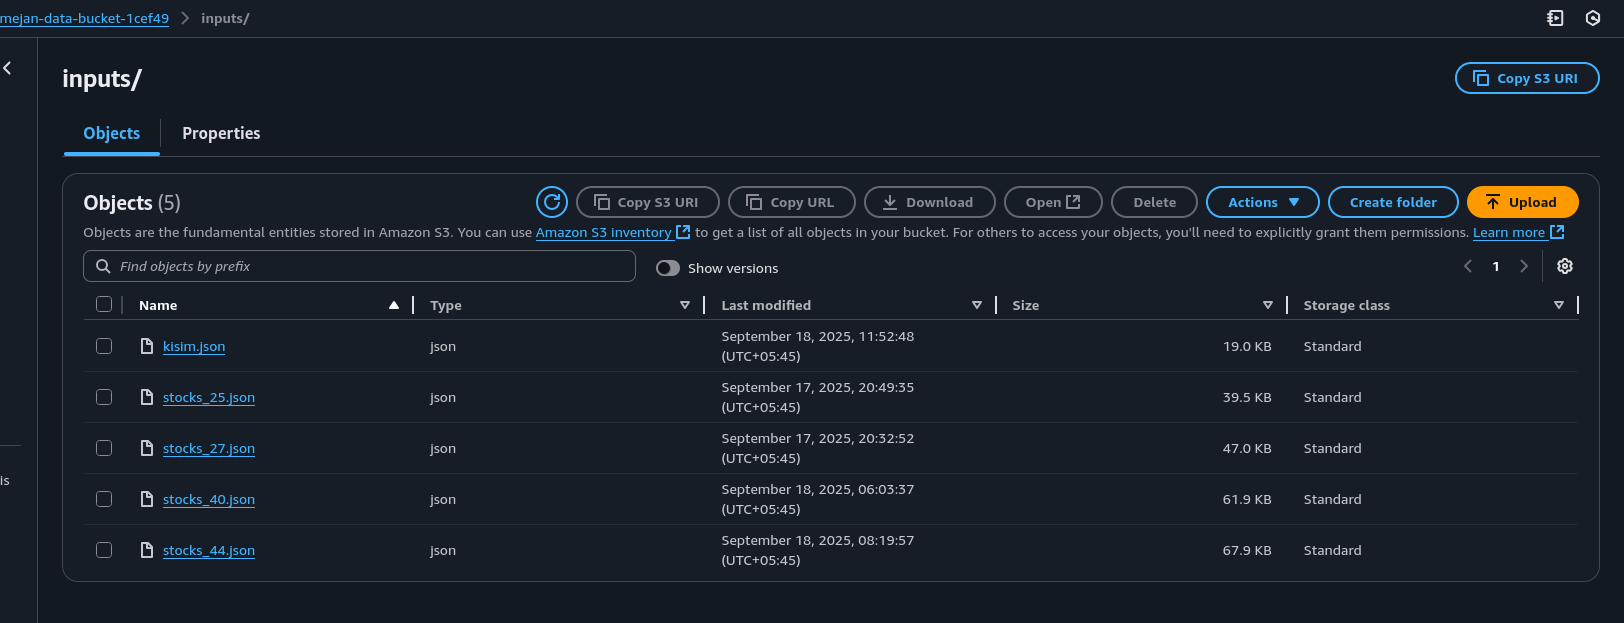 mejan-data-bucket-1cef49 > inputs/
inputs/
Copy S3 URI
Objects
Properties
Objects (5)
Copy S3 URI
Copy URL
Download
Open
Delete
Actions
Create folder
Upload
Objects are the fundamental entities stored in Amazon S3. You can use Amazon S3 inventory to get a list of all objects in your bucket. For others to access your objects, you'll need to explicitly grant them permissions. Learn more
Find objects by prefix
Show versions
1
Name Type Last modified Size Storage class
kisim.json json September 18, 2025, 11:52:48 (UTC+05:45) 19.0 KB Standard
stocks_25.json json September 17, 2025, 20:49:35 (UTC+05:45) 39.5 KB Standard
stocks_27.json json September 17, 2025, 20:32:52 (UTC+05:45) 47.0 KB Standard
is
stocks_40.json json September 18, 2025, 06:03:37 (UTC+05:45) 61.9 KB Standard
stocks_44.json json September 18, 2025, 08:19:57 (UTC+05:45) 67.9 KB Standard